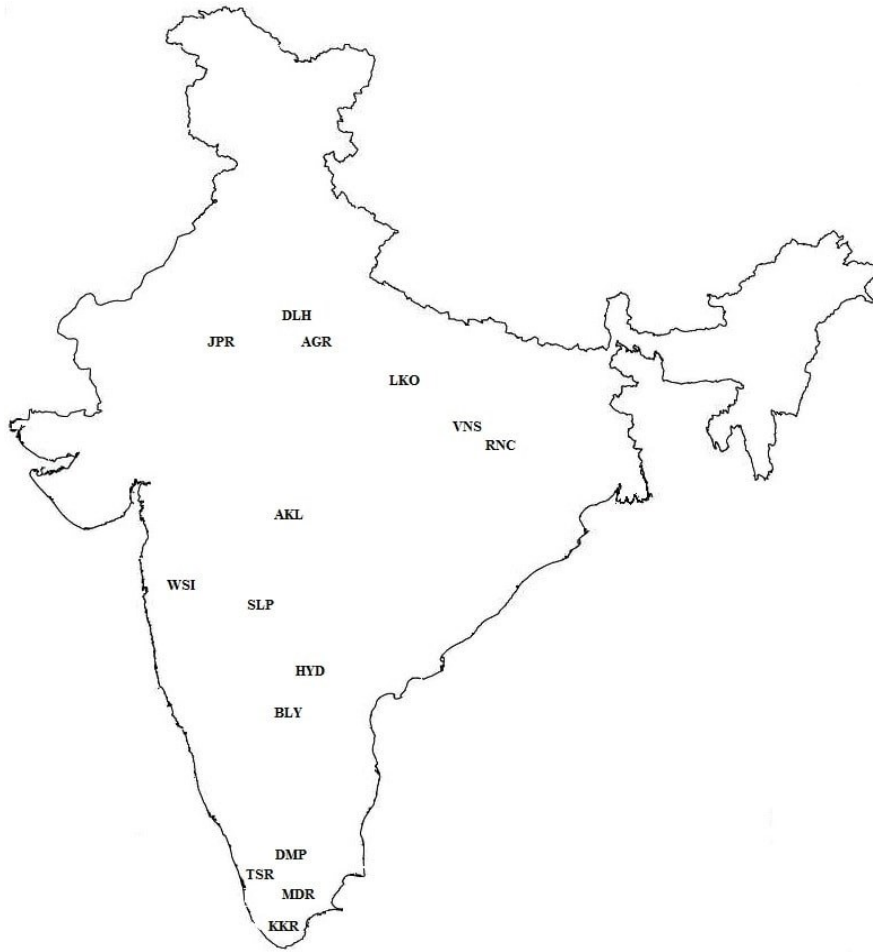 DLH
JPR
AGR
LKO
VNS
RNC
AKL
WSI
SLP
HYD
BLY
DMP
TSR
MDR
KKR